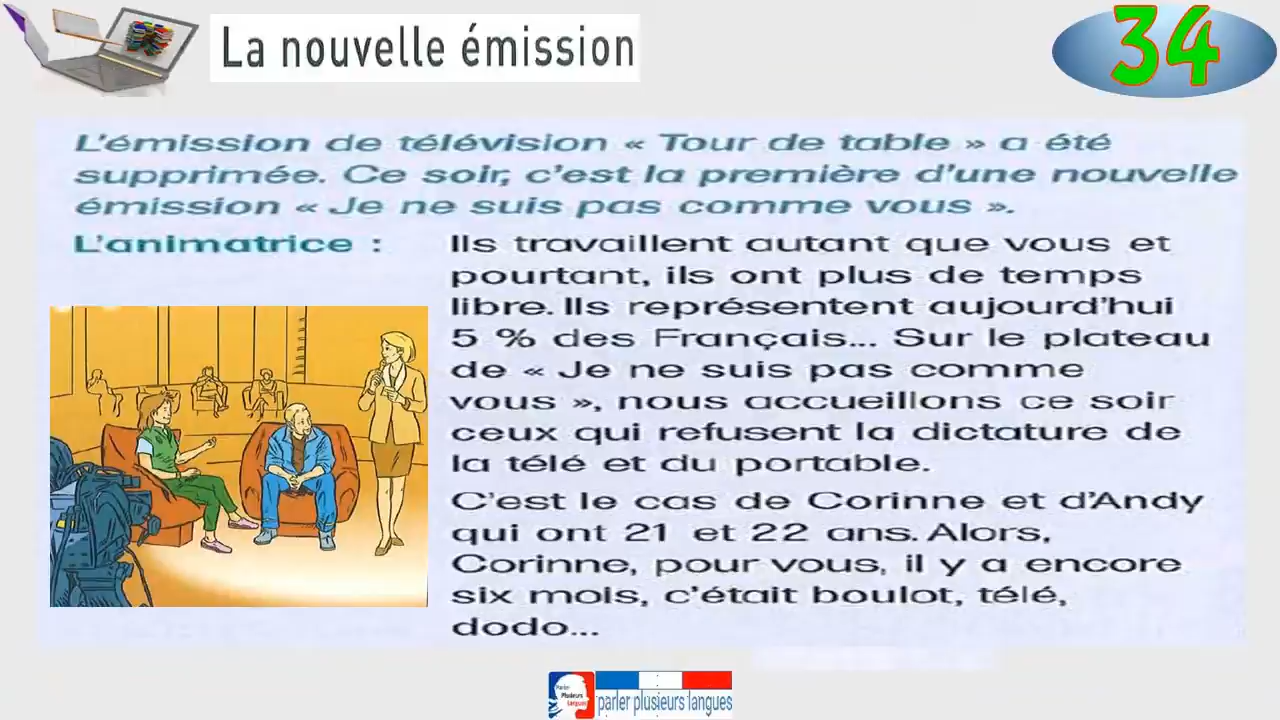 La nouvelle émission
34
L'émission de télévision « Tour de table » a été
supprimée. Ce soir, c'est la première d'une nouvelle
émission « Je ne suis pas comme vous ».
L'animatrice :
Ils travaillent autant que vous et
pourtant, ils ont plus de temps
libre. Ils représentent aujourd'hui
5 % des Français... Sur le plateau
de « Je ne suis pas comme
vous », nous accueillons ce soir
ceux qui refusent la dictature de
la télé et du portable.
C'est le cas de Corinne et d'Andy
qui ont 21 et 22 ans. Alors,
Corinne, pour vous, il y a encore
six mois, c'était boulot, télé,
dodo...
Parler
Plusieurs
Langues
parler plusieurs langues